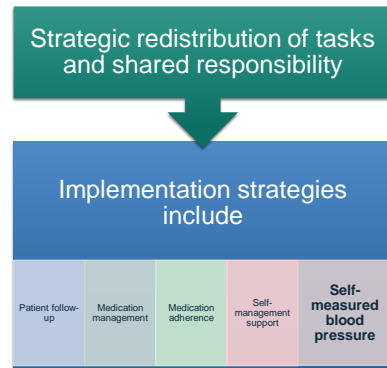 Strategic redistribution of tasks
and shared responsibility
Implementation strategies
include
Patient follow-
up
Medication
management
Medication
adherence
Self-
management
support
Self-
measured
blood
pressure